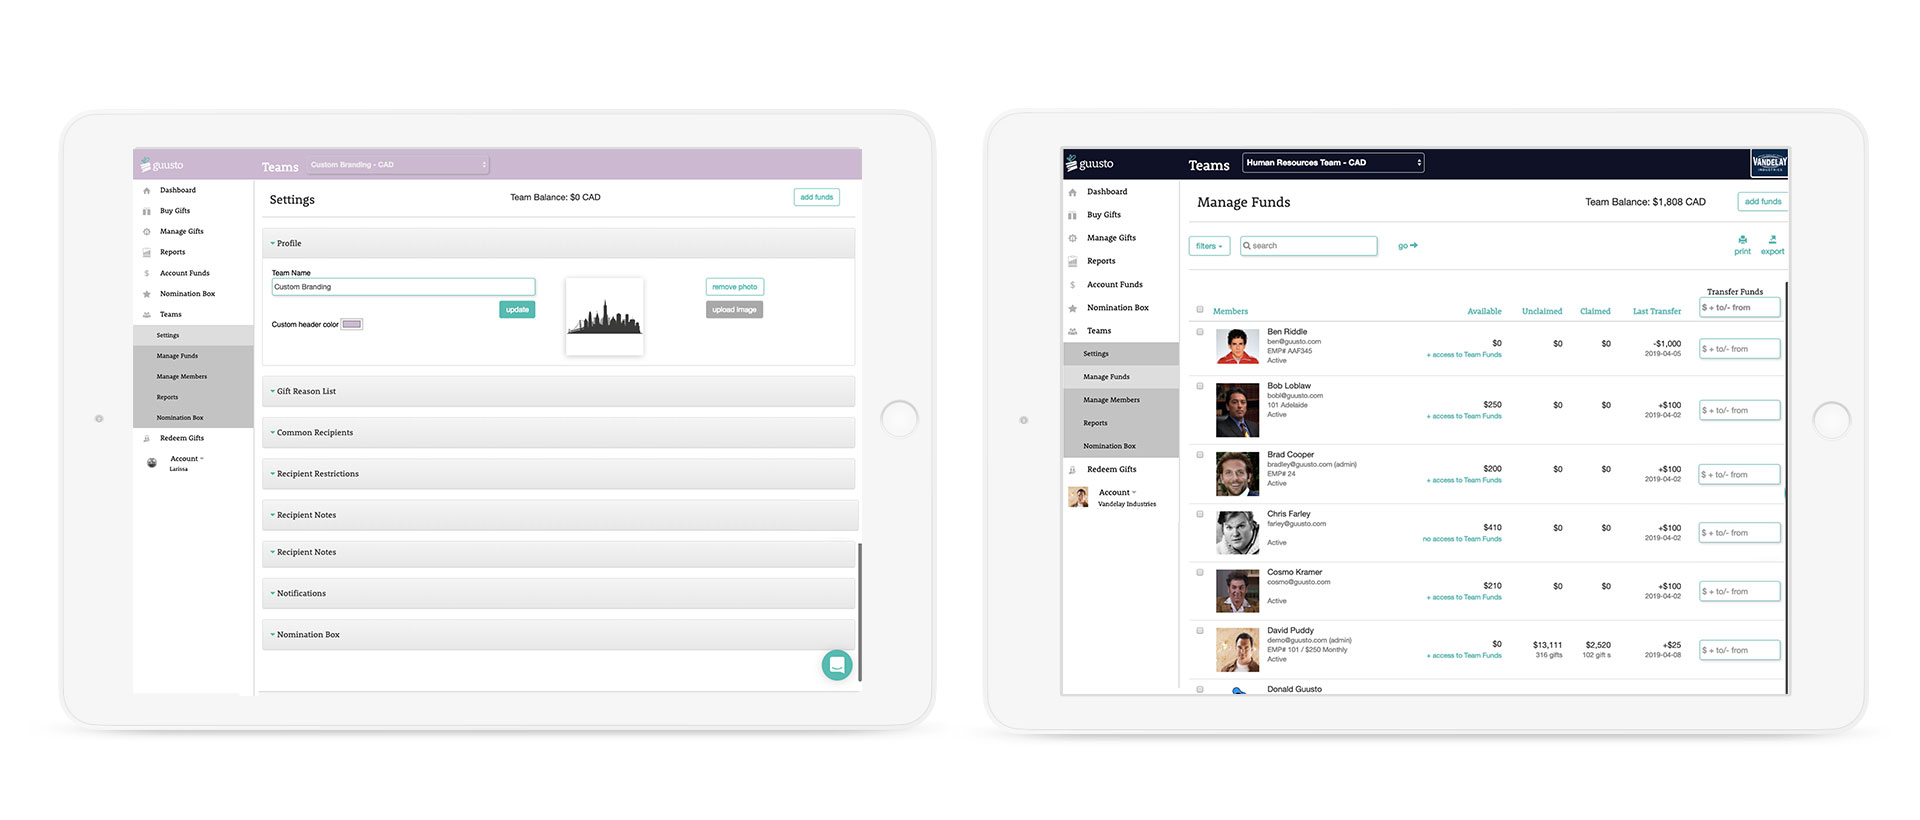 guusto
Teams
Custom Branding - CAD
Dashboard
Buy Gifts
Manage Gifts
Reports
Account Funds
Nomination Box
Teams
Settings
Manage Funds
Manage Members
Reports
Nomination Box
Redeem Gifts
Account
Larissa
Settings
Team Balance: $0 CAD
add funds
Profile
Team Name
Custom Branding
update
Custom header color
remove photo
upload image
Gift Reason List
Common Recipients
Recipient Restrictions
Recipient Notes
Recipient Notes
Notifications
Nomination Box
guusto
Teams
Human Resources Team - CAD
VANDELAY
INDUSTRIES
Dashboard
Buy Gifts
Manage Gifts
Reports
$ Account Funds
Nomination Box
Teams
Settings
Manage Funds
Manage Members
Reports
Nomination Box
Redeem Gifts
Account
Vandelay Industries
Manage Funds
Team Balance: $1,808 CAD
add funds
filters
search
go
print
export
Transfer Funds
Members Available Unclaimed Claimed Last Transfer $ + to/- from
Ben Riddle
ben@guusto.com
EMP# AAF345
Active
$0
+ access to Team Funds
$0
$0
-$1,000
2019-04-05
$ + to/- from
Bob Loblaw
bobl@guusto.com
101 Adelaide
Active
$250
+ access to Team Funds
$0
$0
+$100
2019-04-02
$ + to/- from
Brad Cooper
bradley@guusto.com (admin)
EMP# 24
Active
$200
+ access to Team Funds
$0
$0
+$100
2019-04-02
$ + to/- from
Chris Farley
farley@guusto.com
Active
$410
no access to Team Funds
$0
$0
+$100
2019-04-02
$ + to/- from
Cosmo Kramer
cosmo@guusto.com
Active
$210
+ access to Team Funds
$0
$0
+$100
2019-04-02
$ + to/- from
David Puddy
demo@guusto.com (admin)
EMP# 101 / $250 Monthly
Active
$0
+ access to Team Funds
$13,111
316 gifts
$2,520
102 gift s
+$25
2019-04-08
$ + to/- from
Donald Guusto